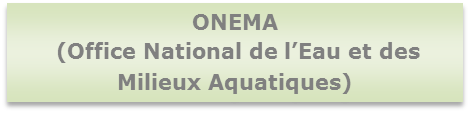 ONEMA
(Office National de l’Eau et des
Milieux Aquatiques)